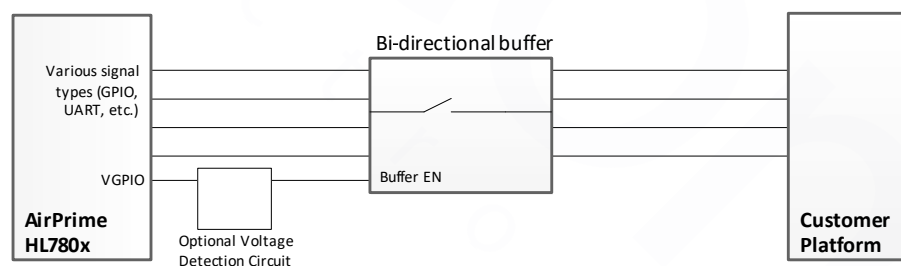 Bi-directional buffer
Various signal
types (GPIO,
UART, etc.)
VGPIO
Buffer EN
AirPrime
HL780x
Optional Voltage
Detection Circuit
Customer
Platform